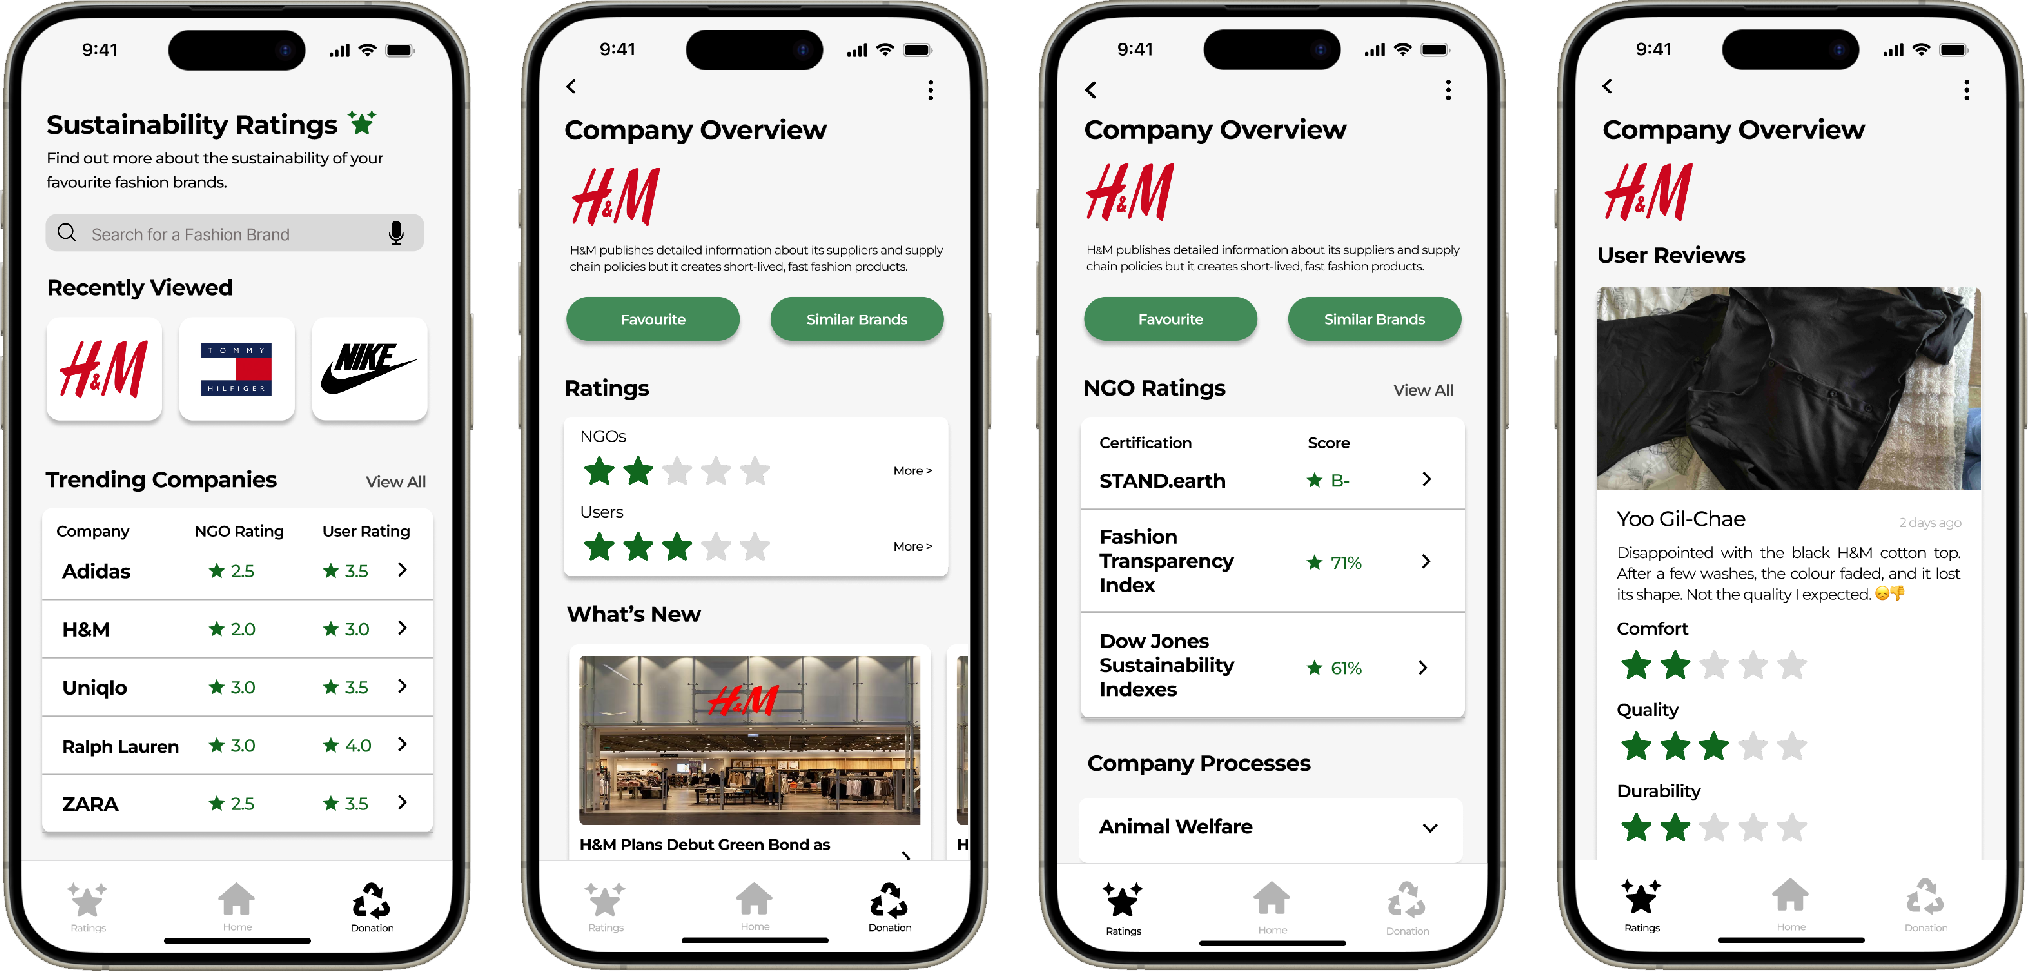 9:41
Sustainability Ratings
Find out more about the sustainability of your
favourite fashion brands.
Search for a Fashion Brand
Recently Viewed
H&M
TOMMY
HILFIGER
NIKE
Trending Companies View All
Company NGO Rating User Rating
Adidas 2.5 3.5
H&M 2.0 3.0
Uniqlo 3.0 3.5
Ralph Lauren 3.0 4.0
ZARA 2.5 3.5
Ratings Home Donation
9:41
Company Overview
H&M
H&M publishes detailed information about its suppliers and supply
chain policies but it creates short-lived, fast fashion products.
Favourite Similar Brands
Ratings
NGOs
More >
Users
More >
What's New
H&M
H&M Plans Debut Green Bond as
H
Ratings Home Donation
9:41
Company Overview
H&M
H&M publishes detailed information about its suppliers and supply
chain policies but it creates short-lived, fast fashion products.
Favourite Similar Brands
NGO Ratings View All
Certification Score
STAND.earth B-
Fashion
Transparency
Index
71%
Dow Jones
Sustainability
Indexes
61%
Company Processes
Animal Welfare
Ratings Home Donation
9:41
Company Overview
H&M
User Reviews
Yoo Gil-Chae 2 days ago
Disappointed with the black H&M cotton top.
After a few washes, the colour faded, and it lost
its shape. Not the quality I expected. 😞👎
Comfort
Quality
Durability
Ratings Home Donation